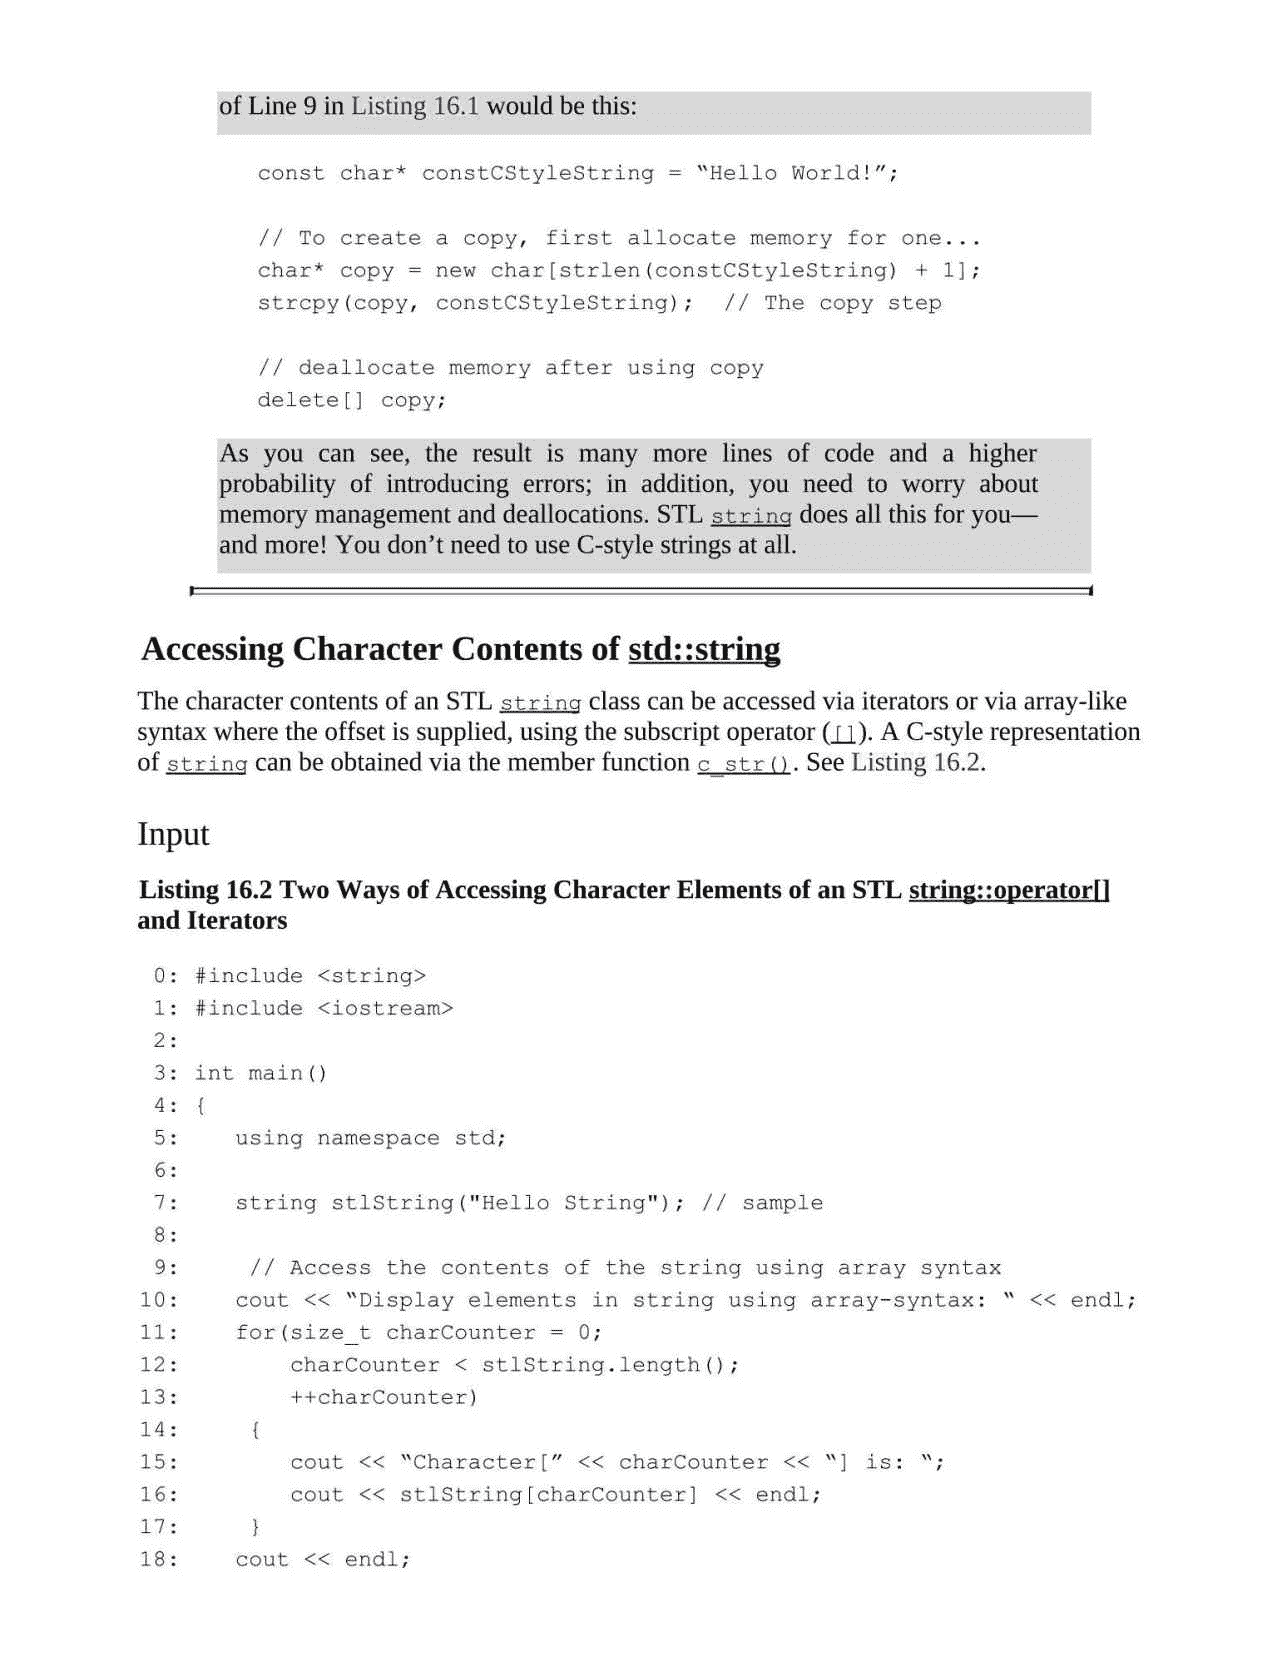 of Line 9 in Listing 16.1 would be this:
const char* constCStyleString = “Hello World!”;
// To create a copy, first allocate memory for one...
char* copy = new char[strlen(constCStyleString) + 1];
strcpy(copy, constCStyleString);  // The copy step
// deallocate memory after using copy
delete[] copy;
As you can see, the result is many more lines of code and a higher
probability of introducing errors; in addition, you need to worry about
memory management and deallocations. STL string does all this for you—
and more! You don’t need to use C-style strings at all.
Accessing Character Contents of std::string
The character contents of an STL string class can be accessed via iterators or via array-like
syntax where the offset is supplied, using the subscript operator ([]). A C-style representation
of string can be obtained via the member function c_str(). See Listing 16.2.
Input
Listing 16.2 Two Ways of Accessing Character Elements of an STL string::operator[]
and Iterators
0: #include <string>
1: #include <iostream>
2:
3: int main()
4: {
5:    using namespace std;
6:
7:    string stlString("Hello String"); // sample
8:
9:     // Access the contents of the string using array syntax
10:    cout << “Display elements in string using array-syntax: “ << endl;
11:    for(size_t charCounter = 0;
12:        charCounter < stlString.length();
13:        ++charCounter)
14:     {
15:        cout << “Character[” << charCounter << “] is: “;
16:        cout << stlString[charCounter] << endl;
17:     }
18:    cout << endl;